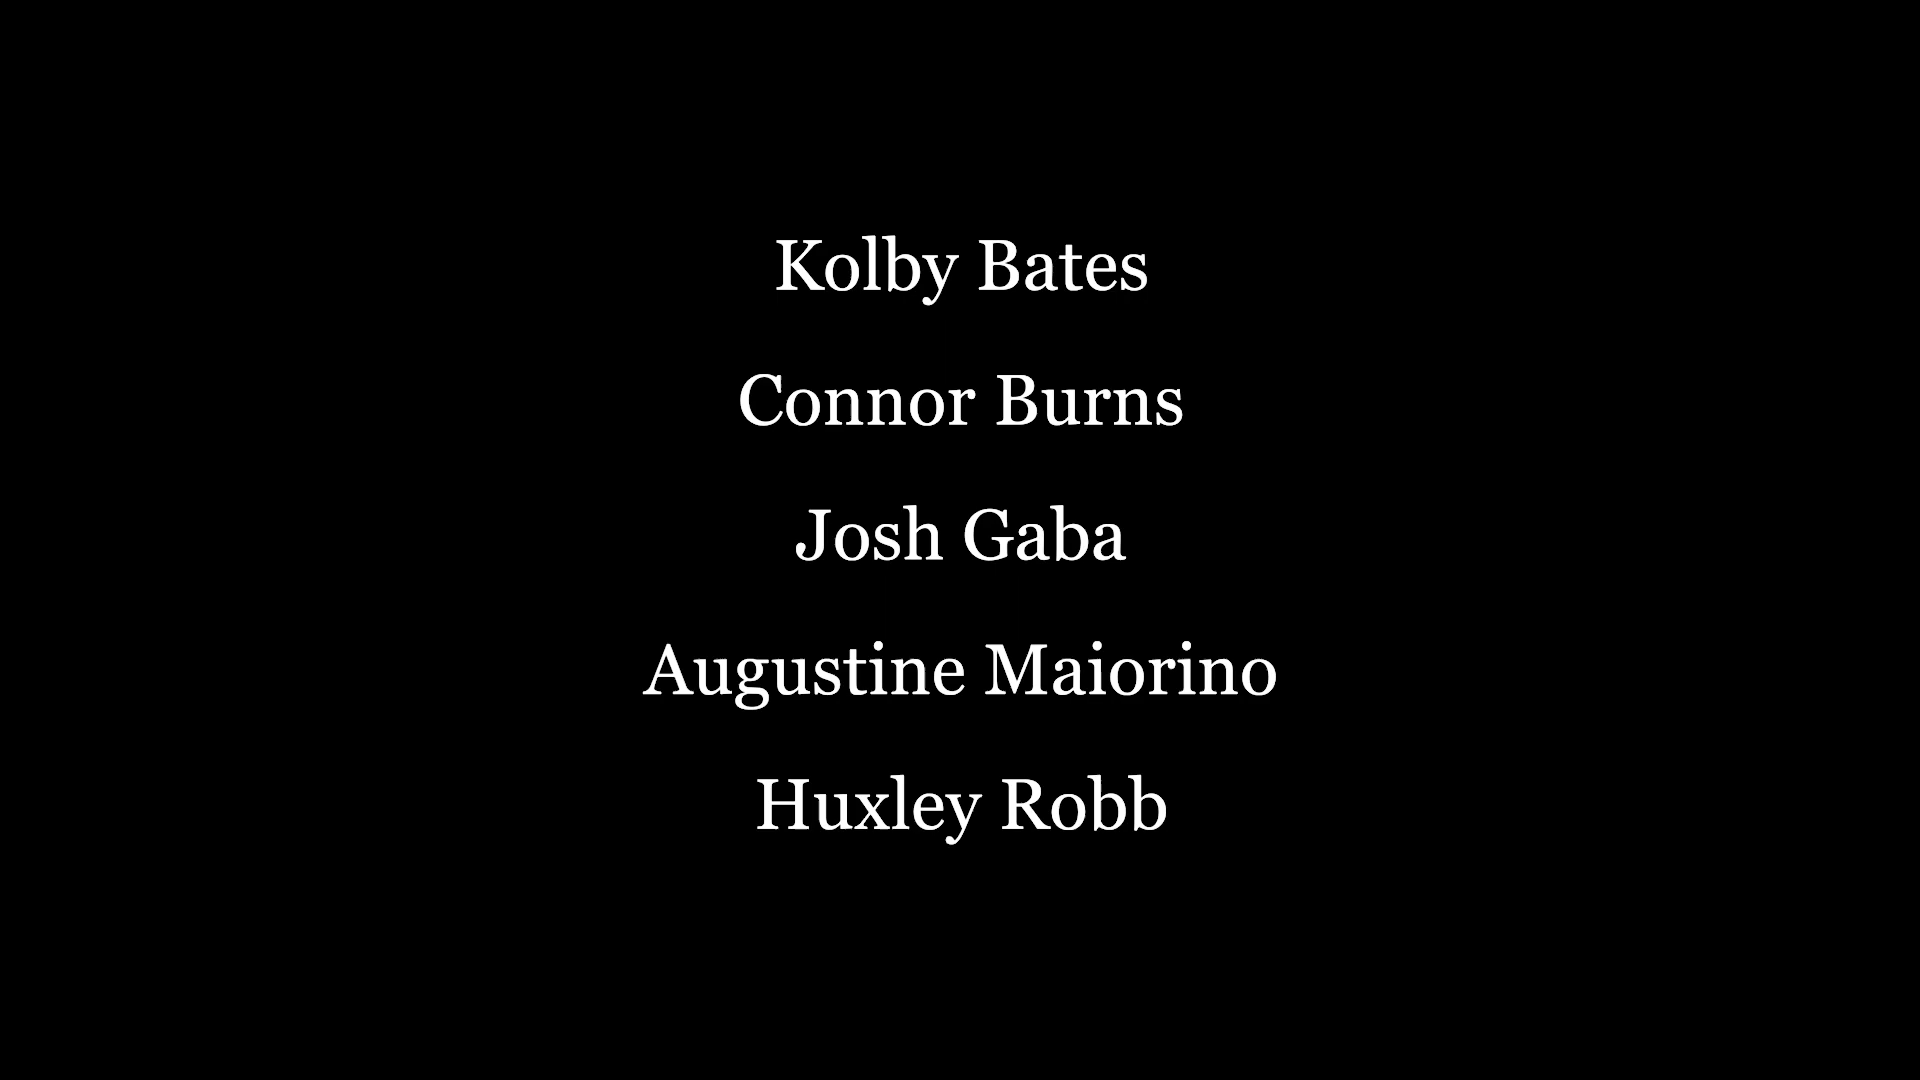 Kolby Bates
Connor Burns
Josh Gaba
Augustine Maiorino
Huxley Robb